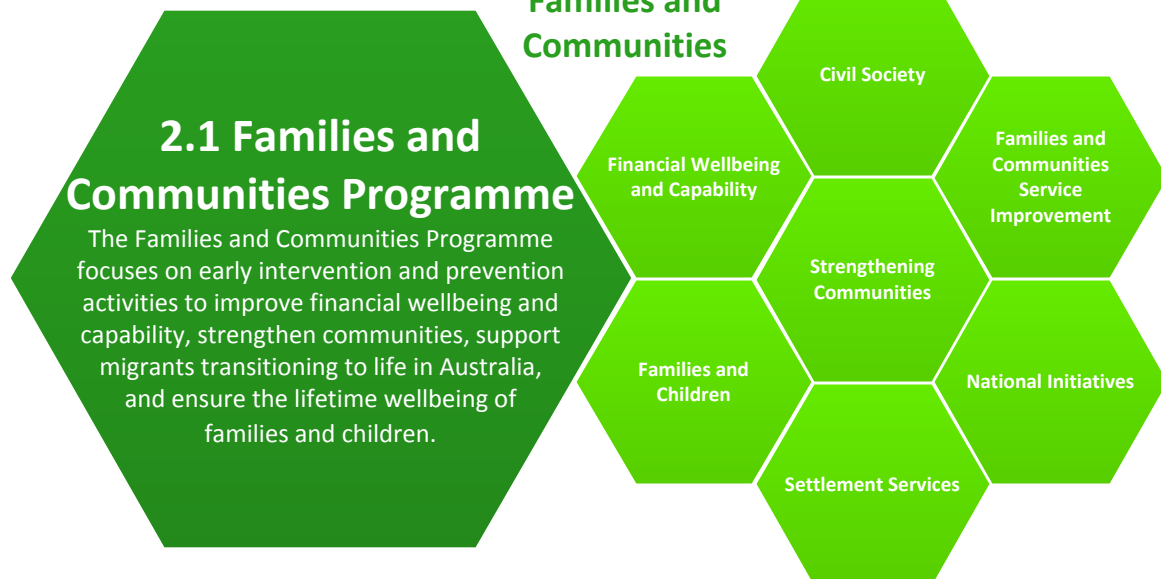 Families and
Communities
2.1 Families and
Communities Programme
The Families and Communities Programme
focuses on early intervention and prevention
activities to improve financial wellbeing and
capability, strengthen communities, support
migrants transitioning to life in Australia,
and ensure the lifetime wellbeing of
families and children.
Civil Society
Financial Wellbeing
and Capability
Families and
Communities
Service
Improvement
Strengthening
Communities
Families and
Children
National Initiatives
Settlement Services